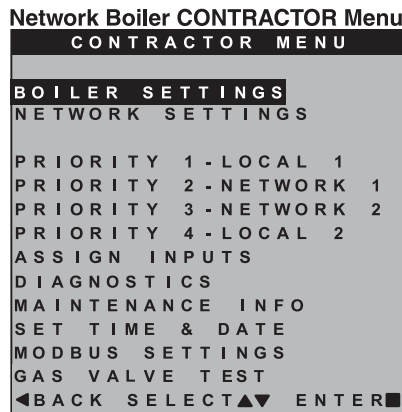 Network Boiler CONTRACTOR Menu
CONTRACTOR MENU
BOILER SETTINGS
NETWORK SETTINGS
PRIORITY 1-LOCAL 1
PRIORITY 2-NETWORK 1
PRIORITY 3-NETWORK 2
PRIORITY 4-LOCAL 2
ASSIGN INPUTS
DIAGNOSTICS
MAINTENANCE INFO
SET TIME & DATE
MODBUS SETTINGS
GAS VALVE TEST
◀BACK SELECT▲▼ ENTER■